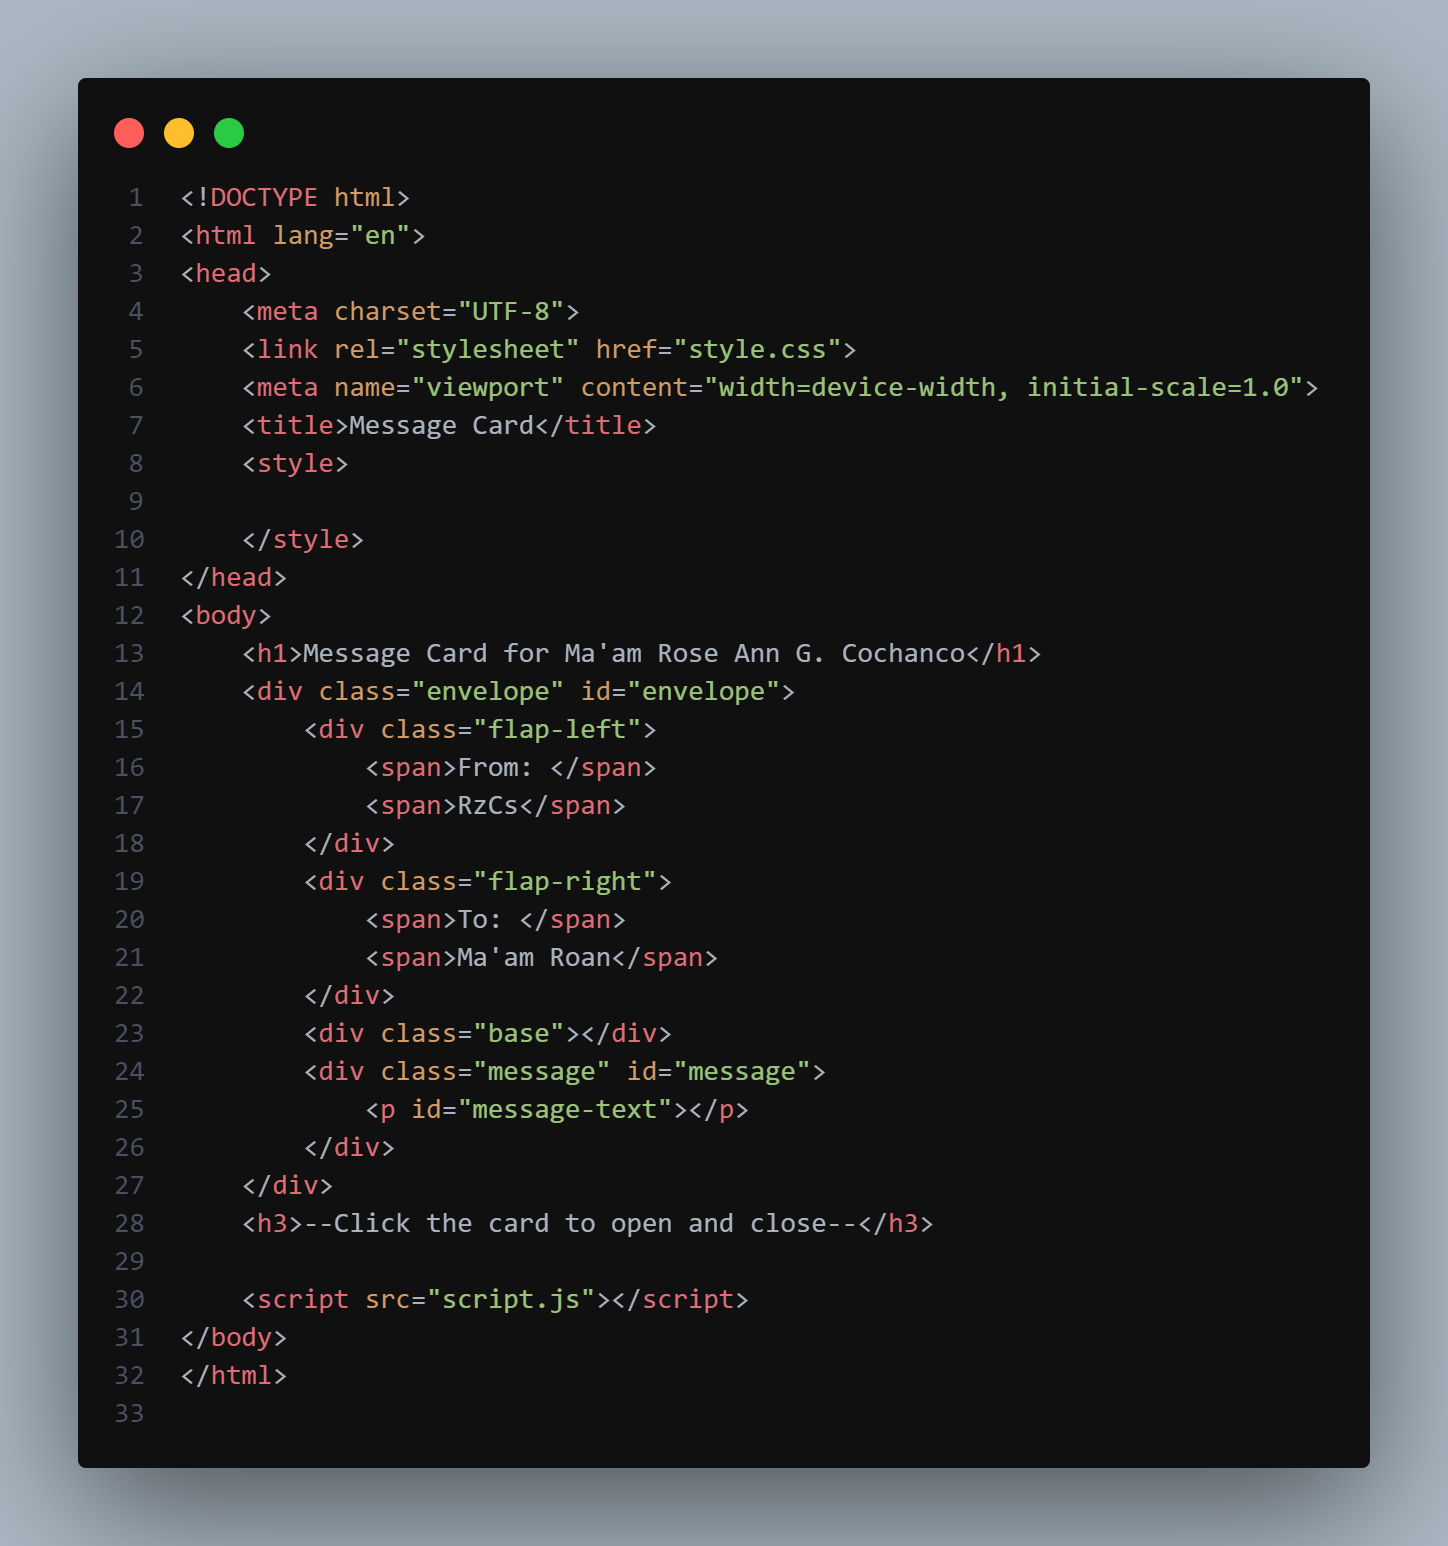 1 <!DOCTYPE html>
2 <html lang="en">
3 <head>
4     <meta charset="UTF-8">
5     <link rel="stylesheet" href="style.css">
6     <meta name="viewport" content="width=device-width, initial-scale=1.0">
7     <title>Message Card</title>
8     <style>
9
10     </style>
11 </head>
12 <body>
13     <h1>Message Card for Ma'am Rose Ann G. Cochanco</h1>
14     <div class="envelope" id="envelope">
15         <div class="flap-left">
16             <span>From: </span>
17             <span>RzCs</span>
18         </div>
19         <div class="flap-right">
20             <span>To: </span>
21             <span>Ma'am Roan</span>
22         </div>
23         <div class="base"></div>
24         <div class="message" id="message">
25             <p id="message-text"></p>
26         </div>
27     </div>
28     <h3>--Click the card to open and close--</h3>
29
30     <script src="script.js"></script>
31 </body>
32 </html>
33